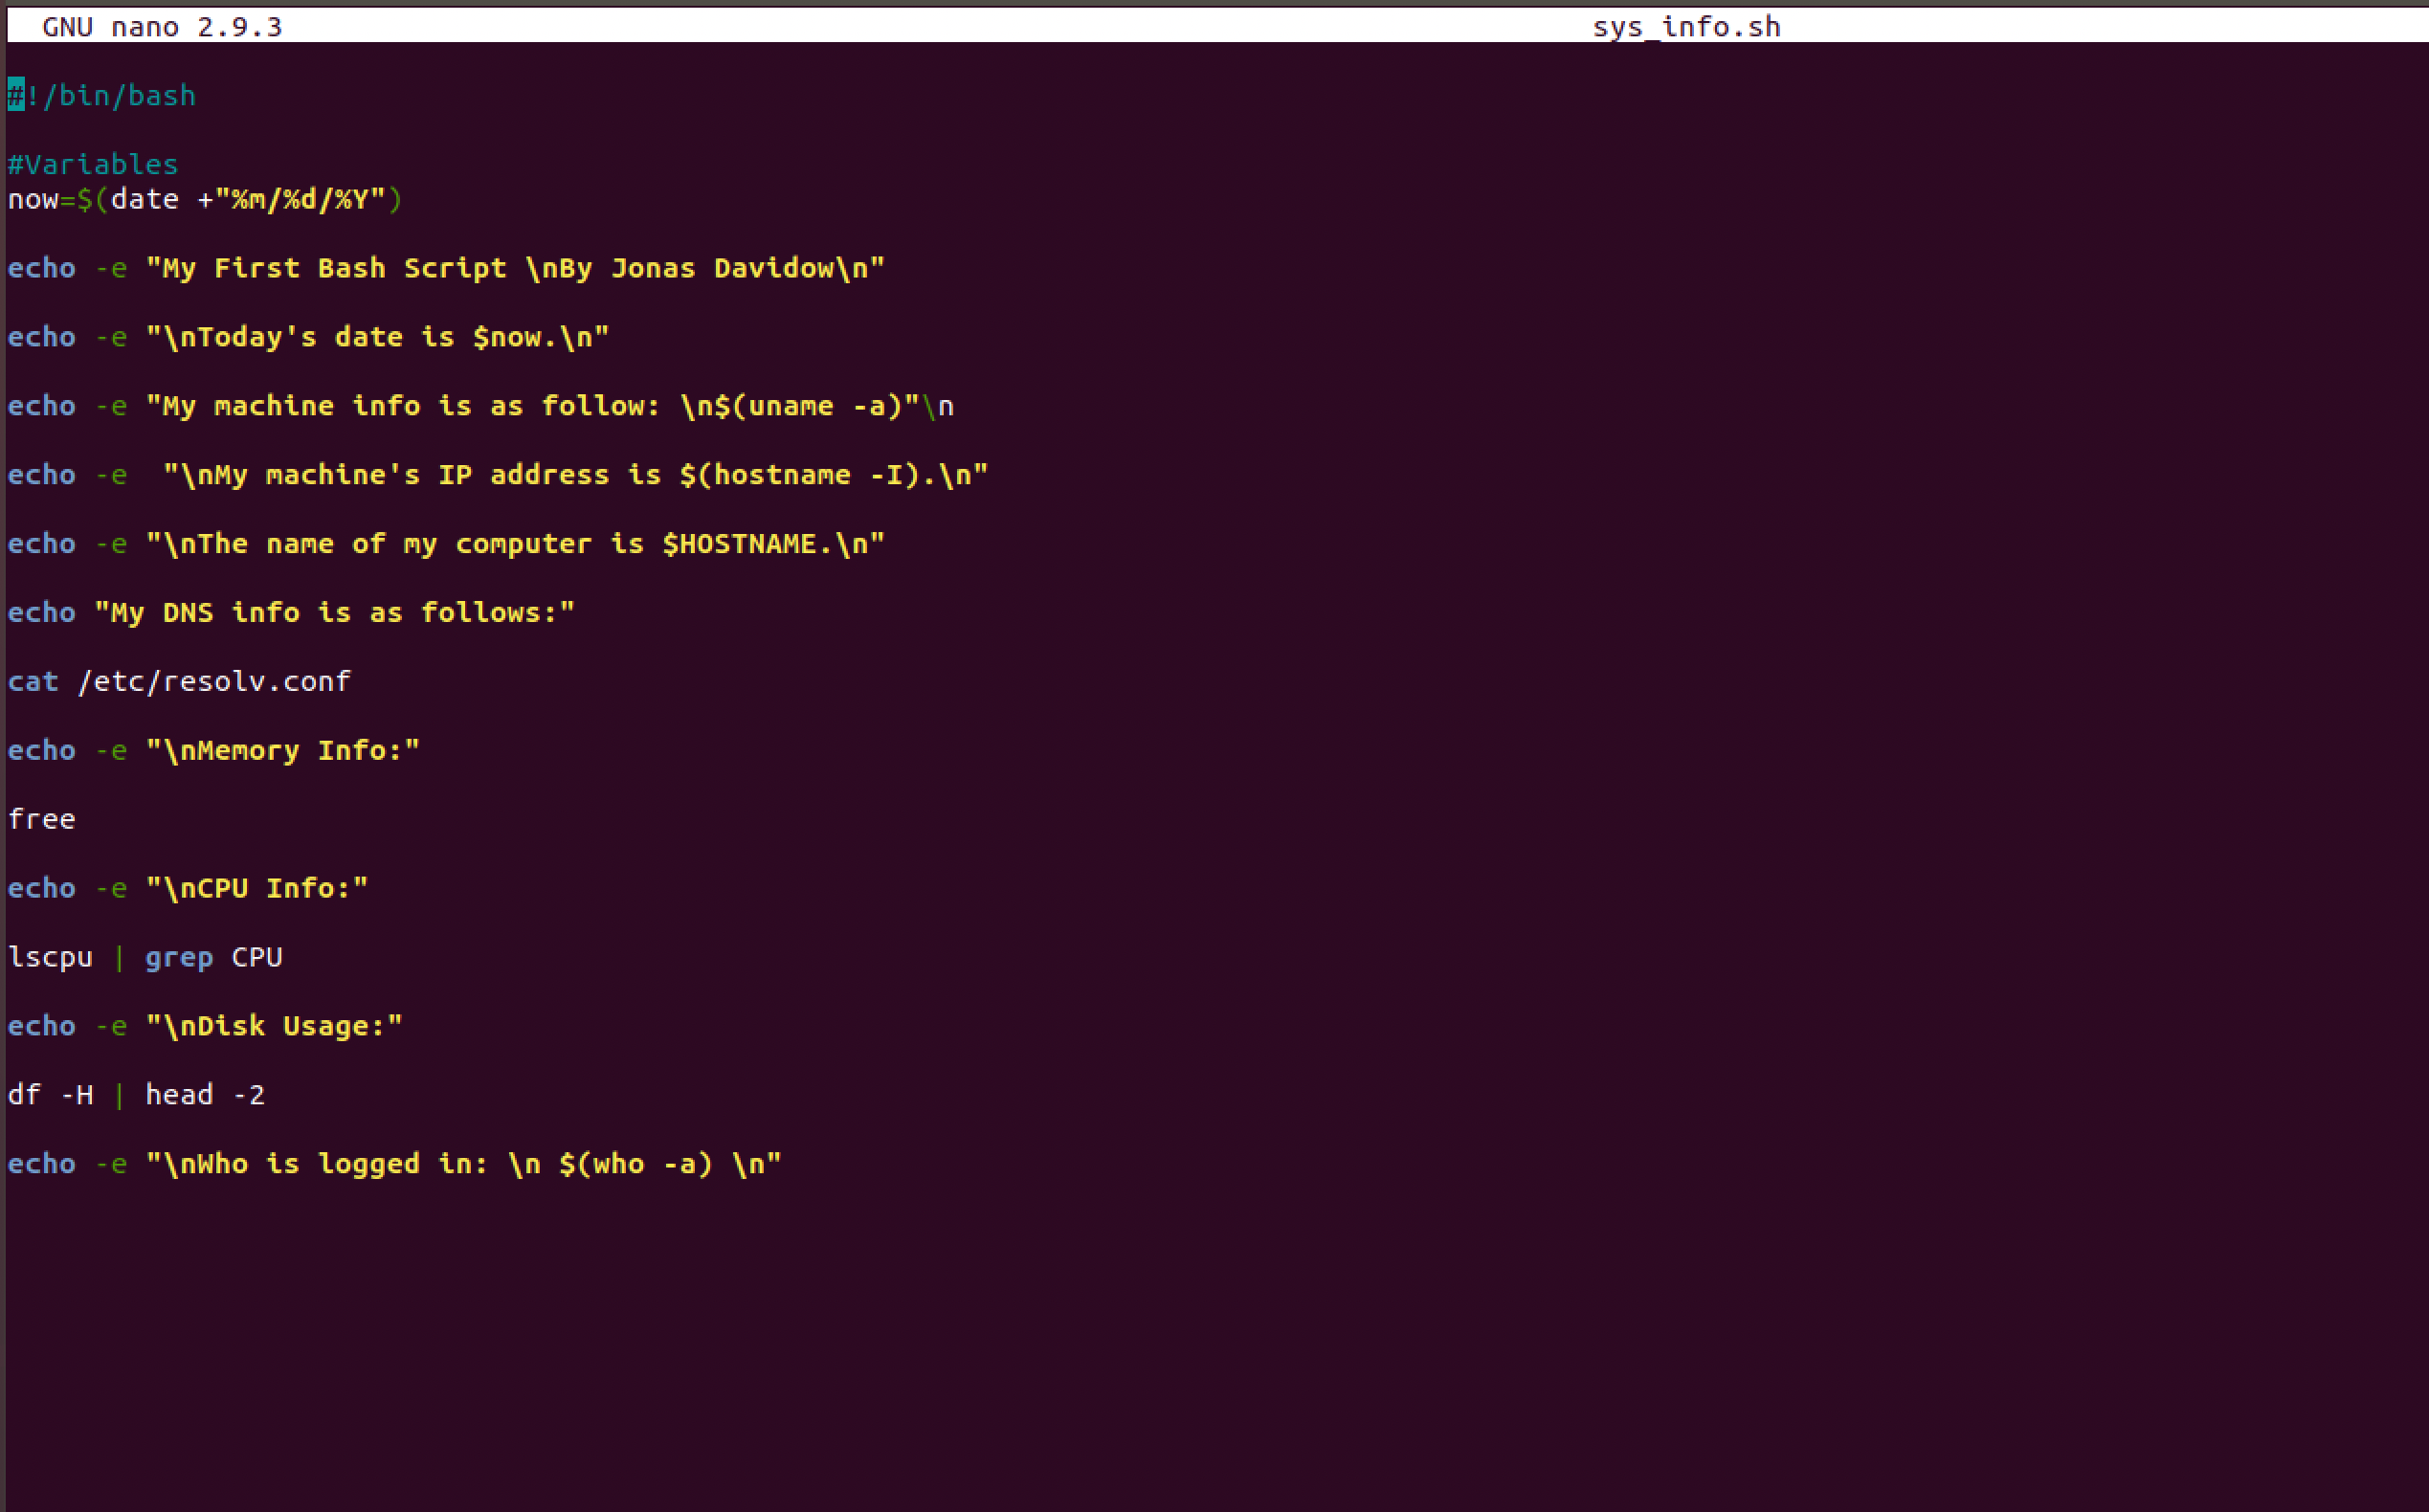 GNU nano 2.9.3 sys_info.sh
#!/bin/bash
#Variables
now=$(date +"%m/%d/%Y")
echo -e "My First Bash Script \nBy Jonas Davidow\n"
echo -e "\nToday's date is $now.\n"
echo -e "My machine info is as follow: \n$(uname -a)"\n
echo -e  "\nMy machine's IP address is $(hostname -I).\n"
echo -e "\nThe name of my computer is $HOSTNAME.\n"
echo "My DNS info is as follows:"
cat /etc/resolv.conf
echo -e "\nMemory Info:"
free
echo -e "\nCPU Info:"
lscpu | grep CPU
echo -e "\nDisk Usage:"
df -H | head -2
echo -e "\nWho is logged in: \n $(who -a) \n"